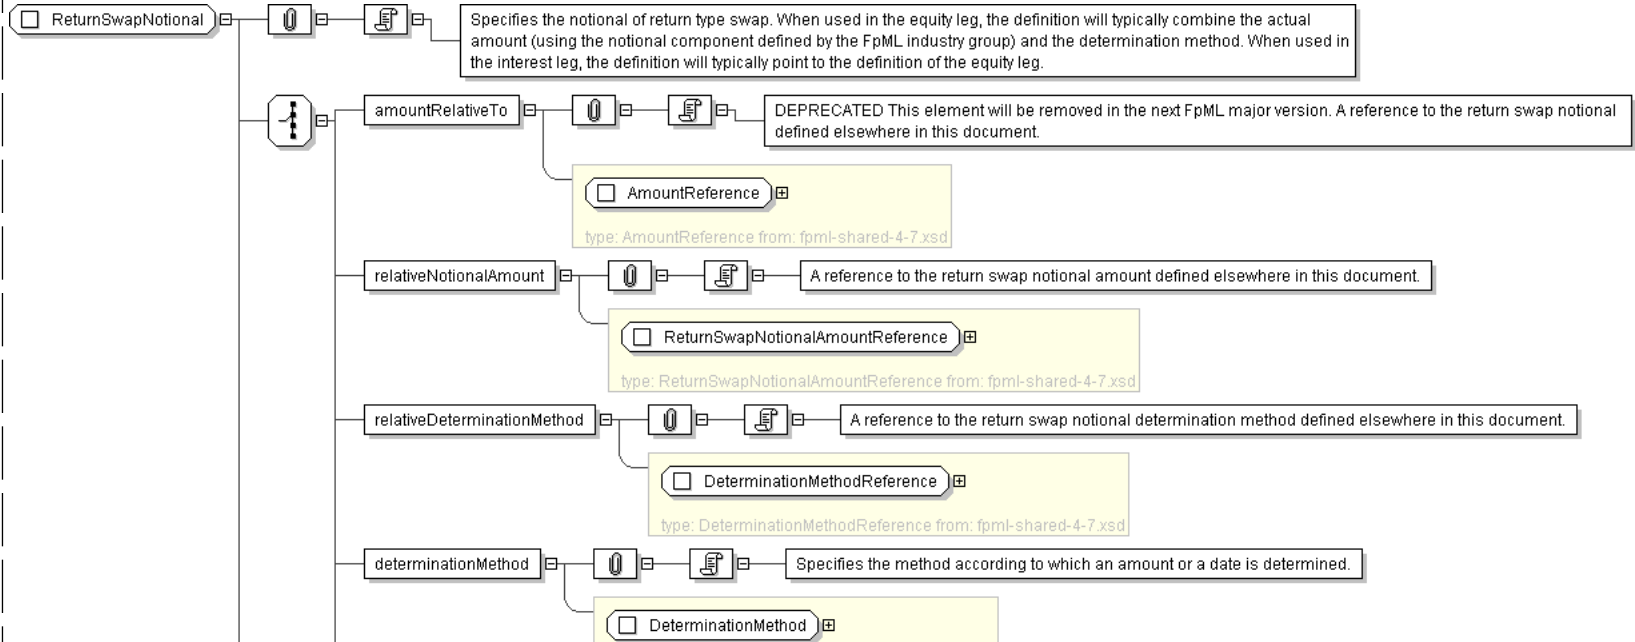 ReturnSwapNotional
Specifies the notional of return type swap. When used in the equity leg, the definition will typically combine the actual
amount (using the notional component defined by the FpML industry group) and the determination method. When used in
the interest leg, the definition will typically point to the definition of the equity leg.
amountRelativeTo
DEPRECATED This element will be removed in the next FpML major version. A reference to the return swap notional
defined elsewhere in this document.
AmountReference
type: AmountReference from: fpml-shared-4-7.xsd
relativeNotionalAmount
A reference to the return swap notional amount defined elsewhere in this document.
ReturnSwapNotionalAmountReference
type: ReturnSwapNotionalAmountReference from: fpml-shared-4-7.xsd
relativeDeterminationMethod
A reference to the return swap notional determination method defined elsewhere in this document.
DeterminationMethodReference
type: DeterminationMethodReference from: fpml-shared-4-7.xsd
determinationMethod
Specifies the method according to which an amount or a date is determined.
DeterminationMethod